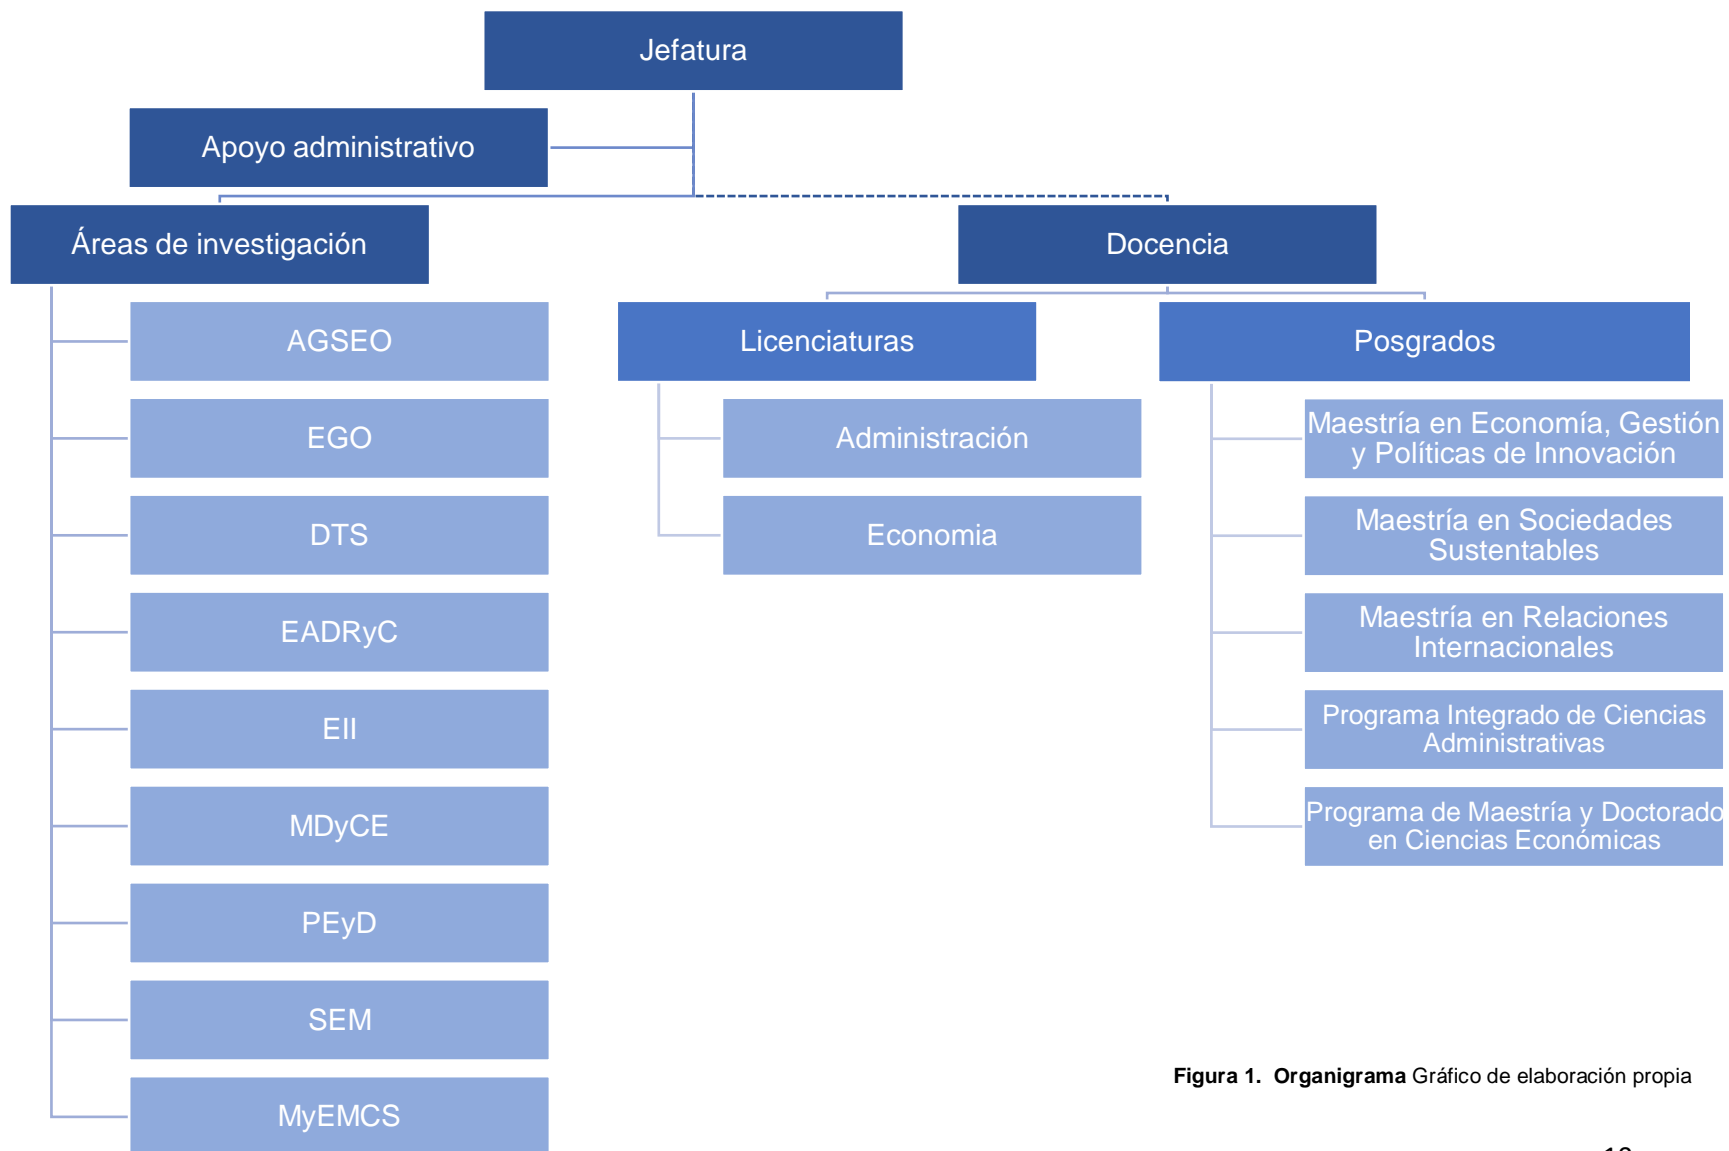 Jefatura
Apoyo administrativo
Áreas de investigación
AGSEO
EGO
DTS
EADRyC
EII
MDyCE
PEyD
SEM
MyEMCS
Docencia
Licenciaturas
Administración
Economia
Posgrados
Maestría en Economía, Gestión
y Políticas de Innovación
Maestría en Sociedades
Sustentables
Maestría en Relaciones
Internacionales
Programa Integrado de Ciencias
Administrativas
Programa de Maestría y Doctorado
en Ciencias Económicas
Figura 1. Organigrama Gráfico de elaboración propia